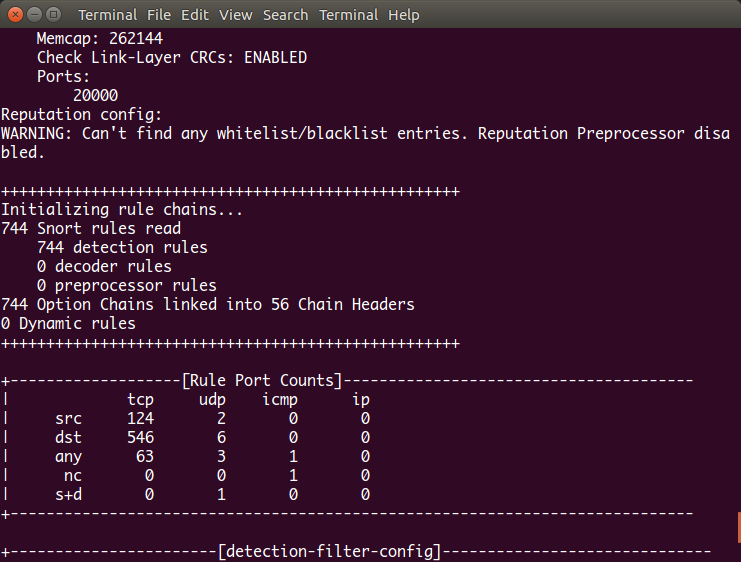 Terminal File Edit View Search Terminal Help
    Memcap: 262144
    Check Link-Layer CRCs: ENABLED
    Ports:
        20000
Reputation config:
WARNING: Can't find any whitelist/blacklist entries. Reputation Preprocessor disa
bled.
+++++++++++++++++++++++++++++++++++++++++++++++++++
Initializing rule chains...
744 Snort rules read
    744 detection rules
    0 decoder rules
    0 preprocessor rules
744 Option Chains linked into 56 Chain Headers
0 Dynamic rules
+++++++++++++++++++++++++++++++++++++++++++++++++++
+-------------------[Rule Port Counts]---------------------------------------
|             tcp     udp    icmp      ip
|     src     124       2       0       0
|     dst     546       6       0       0
|     any      63       3       1       0
|      nc       0       0       1       0
|     s+d       0       1       0       0
+----------------------------------------------------------------------------
+-----------------------[detection-filter-config]------------------------------